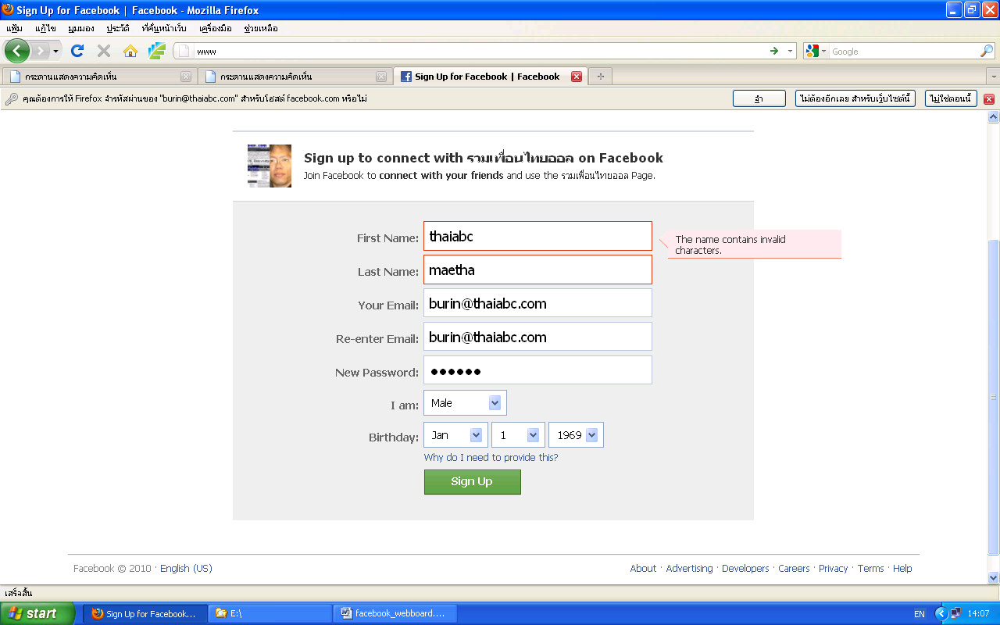 Sign Up for Facebook | Facebook - Mozilla Firefox
แฟ้ม แก้ไข มุมมอง ประวัติ ที่คั่นหน้าเว็บ เครื่องมือ ช่วยเหลือ
www Google
กระดานแสดงความคิดเห็น กระดานแสดงความคิดเห็น Sign Up for Facebook | Facebook
คุณต้องการให้ Firefox จำรหัสผ่านของ "burin@thaiabc.com" สำหรับโฮสต์ facebook.com หรือไม่ จำ ไม่ต้องอีกเลย สำหรับเว็บไซต์นี้ ไม่ใช่ตอนนี้
Sign up to connect with รวมเพื่อนไทยออล on Facebook
Join Facebook to connect with your friends and use the รวมเพื่อนไทยออล Page.
First Name: thaiabc
The name contains invalid
characters.
Last Name: maetha
Your Email: burin@thaiabc.com
Re-enter Email: burin@thaiabc.com
New Password: ●●●●●●
I am: Male
Birthday: Jan 1 1969
Why do I need to provide this?
Sign Up
Facebook © 2010 · English (US) About · Advertising · Developers · Careers · Privacy · Terms · Help
เสร็จสิ้น
start Sign Up for Facebook... E:\ facebook_webboard.... EN 14:07